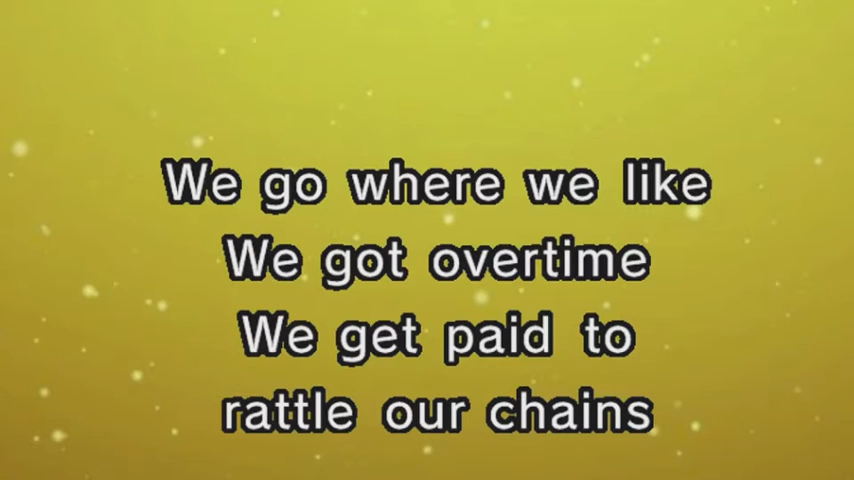 We go where we like
We got overtime
We get paid to
rattle our chains